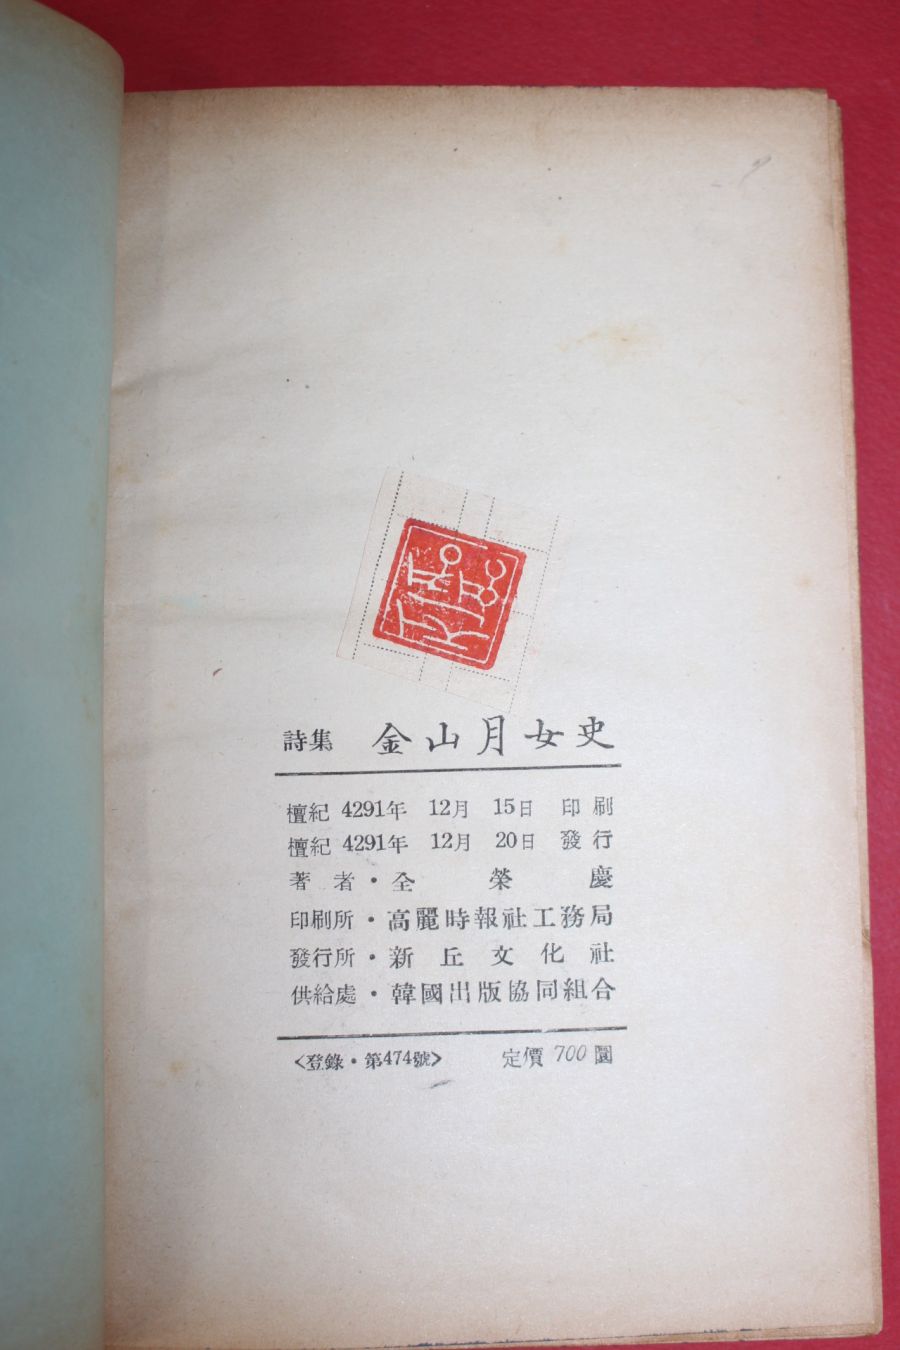 詩集 金山月女史
檀紀 4291年 12月 15日 印刷
檀紀 4291年 12月 20日 發行
著者・全榮慶
印刷所・高麗時報社工務局
發行所・新丘文化社
供給處・韓國出版協同組合
<登錄・第474號> 定價 700圜